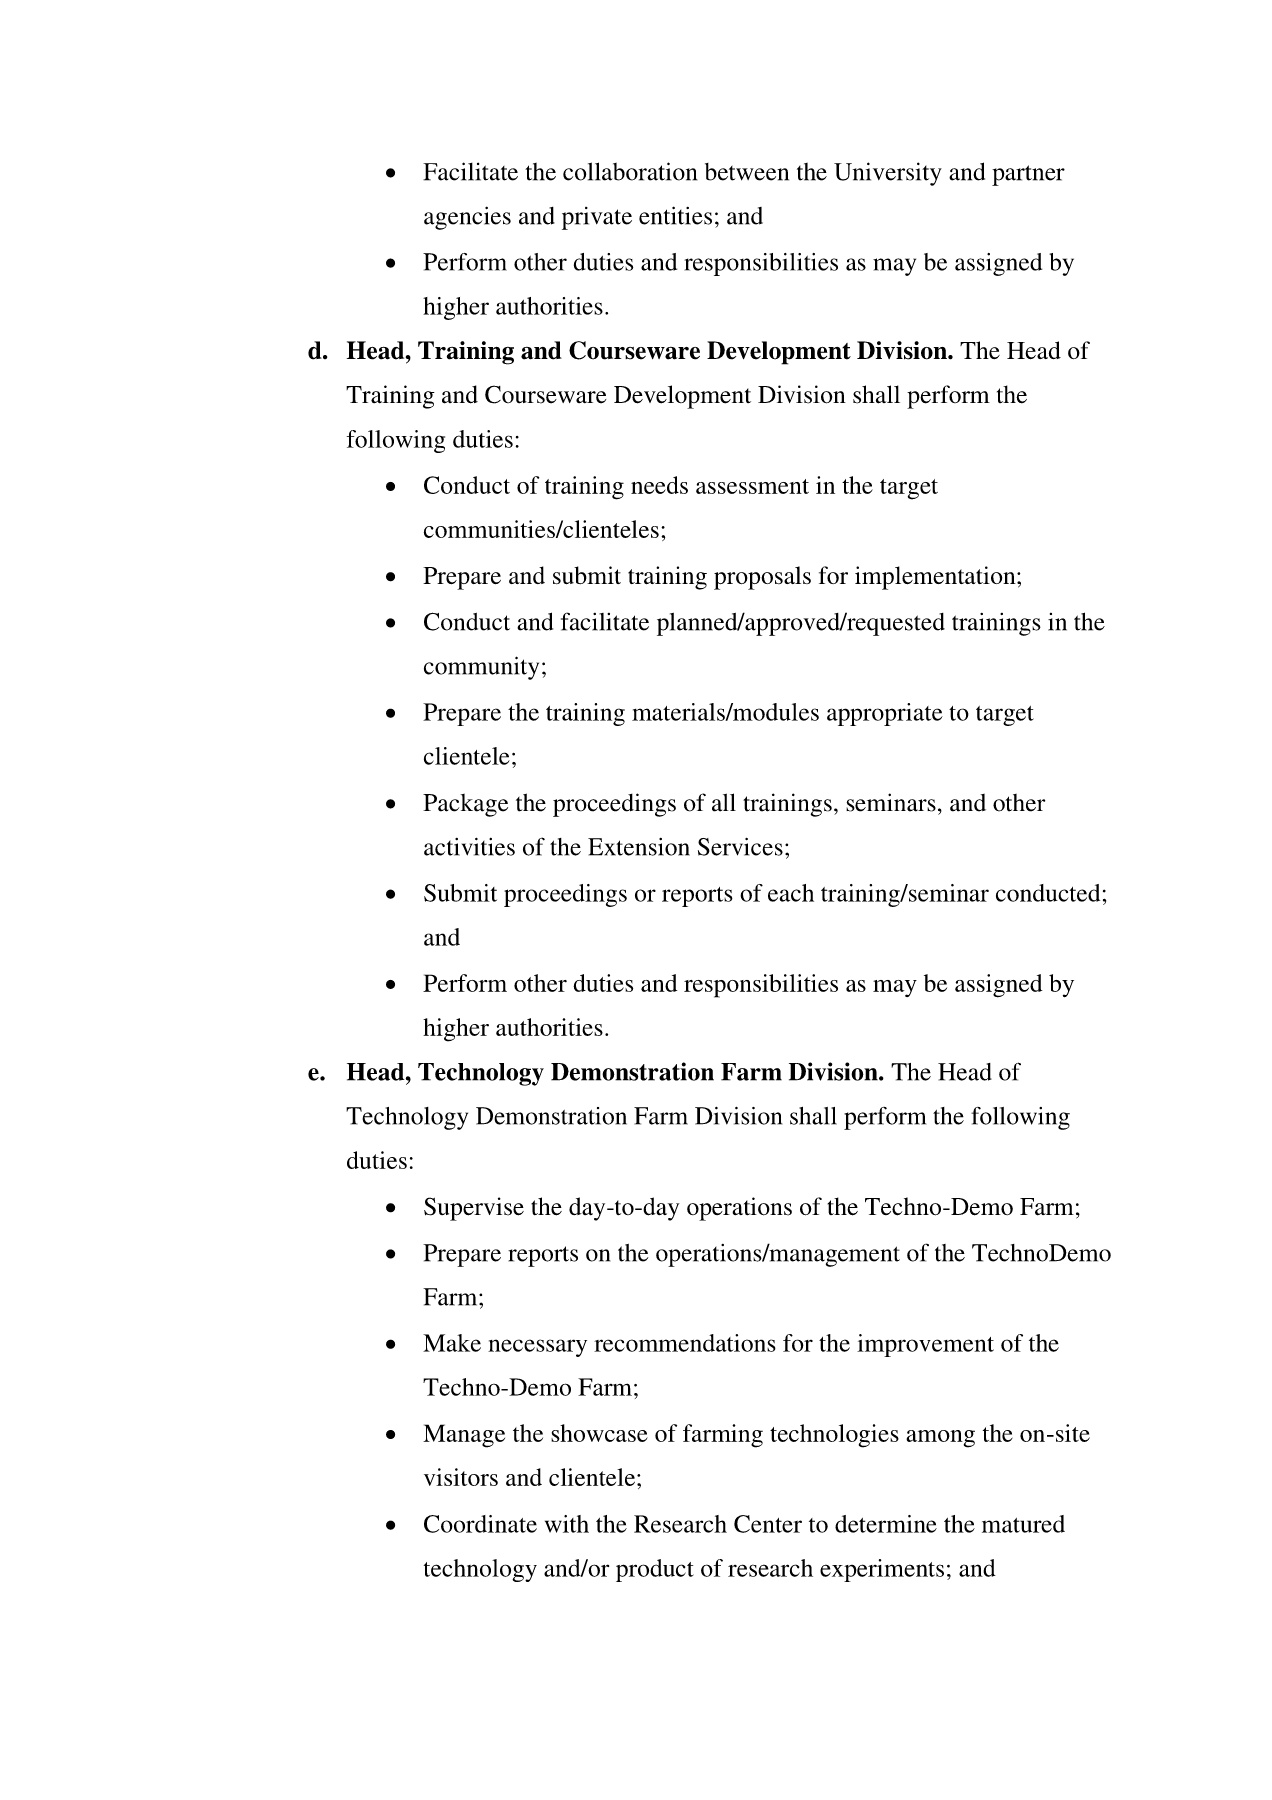 • Facilitate the collaboration between the University and partner
agencies and private entities; and
• Perform other duties and responsibilities as may be assigned by
higher authorities.
d. Head, Training and Courseware Development Division. The Head of
Training and Courseware Development Division shall perform the
following duties:
• Conduct of training needs assessment in the target
communities/clienteles;
• Prepare and submit training proposals for implementation;
• Conduct and facilitate planned/approved/requested trainings in the
community;
• Prepare the training materials/modules appropriate to target
clientele;
• Package the proceedings of all trainings, seminars, and other
activities of the Extension Services;
• Submit proceedings or reports of each training/seminar conducted;
and
• Perform other duties and responsibilities as may be assigned by
higher authorities.
e. Head, Technology Demonstration Farm Division. The Head of
Technology Demonstration Farm Division shall perform the following
duties:
• Supervise the day-to-day operations of the Techno-Demo Farm;
• Prepare reports on the operations/management of the TechnoDemo
Farm;
• Make necessary recommendations for the improvement of the
Techno-Demo Farm;
• Manage the showcase of farming technologies among the on-site
visitors and clientele;
• Coordinate with the Research Center to determine the matured
technology and/or product of research experiments; and